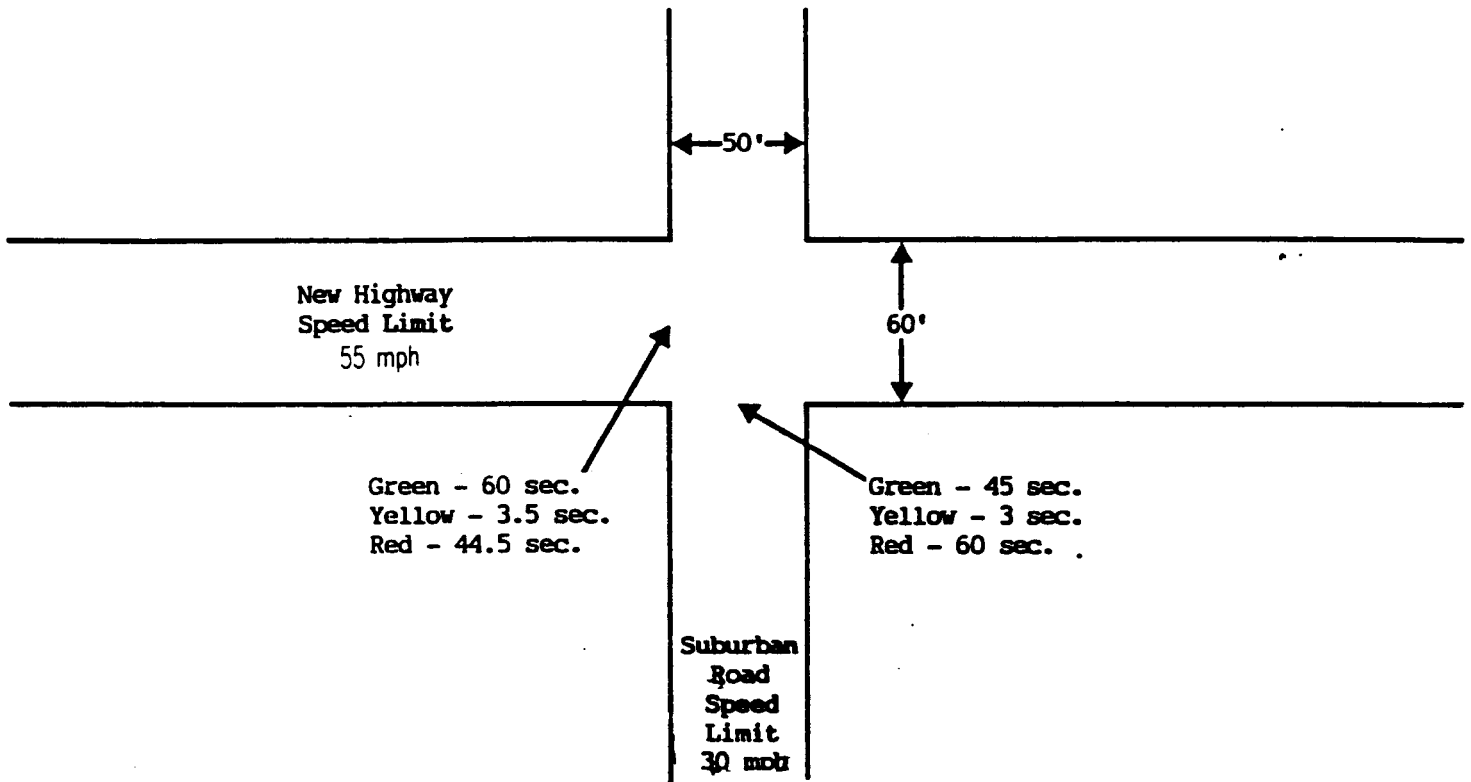 50'
New Highway
Speed Limit
55 mph
60'
Green - 60 sec.
Yellow - 3.5 sec.
Red - 44.5 sec.
Green - 45 sec.
Yellow - 3 sec.
Red - 60 sec.
Suburban
Road
Speed
Limit
30 mph